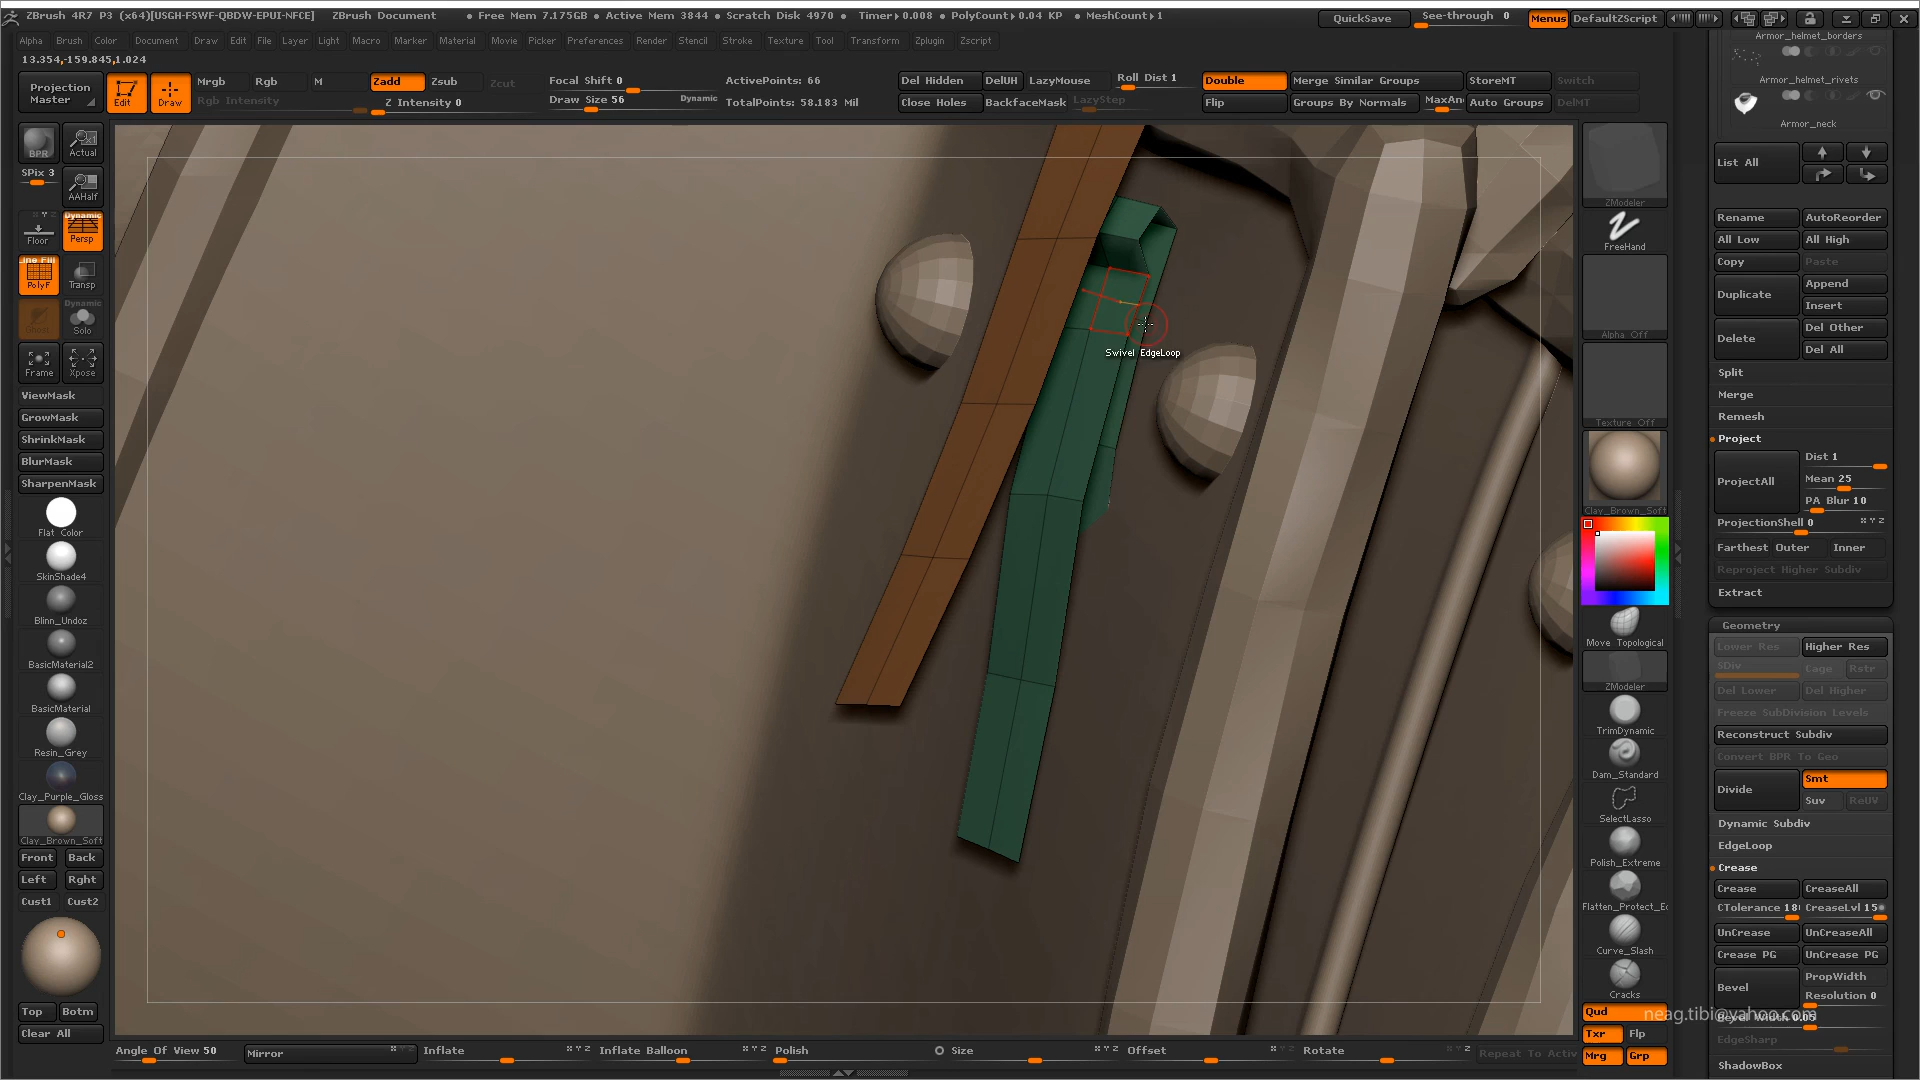 ZBrush 4R7 P3 (x64)[USGH-FSWF-QBDW-EPUI-NFCE] ZBrush Document • Free Mem 7.175GB • Active Mem 3844 • Scratch Disk 4970 • Timer▸0.008 • PolyCount▸0.04 KP • MeshCount▸1 QuickSave See-through 0 Menus DefaultZScript
Alpha Brush Color Document Draw Edit File Layer Light Macro Marker Material Movie Picker Preferences Render Stencil Stroke Texture Tool Transform Zplugin Zscript
13.354,-159.845,1.024
Projection Master
Edit
Draw
Mrgb Rgb M Zadd Zsub Zcut
Rgb Intensity Z Intensity 0
Focal Shift 0
Draw Size 56 Dynamic
ActivePoints: 66
TotalPoints: 58.183 Mil
Del Hidden DelUH LazyMouse Roll Dist 1 Double Merge Similar Groups StoreMT Switch
Close Holes BackfaceMask LazyStep Flip Groups By Normals MaxAn Auto Groups DelMT
BPR Actual
SPix 3 AAHalf
Floor
Dynamic
Persp
Line Fill
PolyF
Transp
Ghost
Dynamic
Solo
Frame Xpose
ViewMask
GrowMask
ShrinkMask
BlurMask
SharpenMask
Flat Color
SkinShade4
Blinn_Undoz
BasicMaterial2
BasicMaterial
Resin_Grey
Clay_Purple_Gloss
Clay_Brown_Soft
Front Back
Left Rght
Cust1 Cust2
Top Botm
Clear All
Swivel EdgeLoop
Angle Of View 50 Mirror Inflate Inflate Balloon Polish Size Offset Rotate Repeat To Activ
ZModeler
FreeHand
Alpha Off
Texture Off
Clay_Brown_Soft
Move Topological
ZModeler
TrimDynamic
Dam_Standard
SelectLasso
Polish_Extreme
Flatten_Protect_Ed
Curve_Slash
Cracks
Qud
Txr Flp
Mrg Grp
Armor_helmet_borders
Armor_helmet_rivets
Armor_neck
List All
Rename AutoReorder
All Low All High
Copy Paste
Duplicate Append
Insert
Delete Del Other
Del All
Split
Merge
Remesh
Project
ProjectAll
Dist 1
Mean 25
PA Blur 10
ProjectionShell 0
Farthest Outer Inner
Reproject Higher Subdiv
Extract
Geometry
Lower Res Higher Res
SDiv Cage Rstr
Del Lower Del Higher
Freeze SubDivision Levels
Reconstruct Subdiv
Convert BPR To Geo
Divide Smt
Suv ReUV
Dynamic Subdiv
EdgeLoop
Crease
Crease CreaseAll
CTolerance 18 CreaseLvl 15
UnCrease UnCreaseAll
Crease PG UnCrease PG
Bevel PropWidth
Resolution 0
neag.tibi@yahoo.com
Bevel Width 0.05
EdgeSharp
ShadowBox